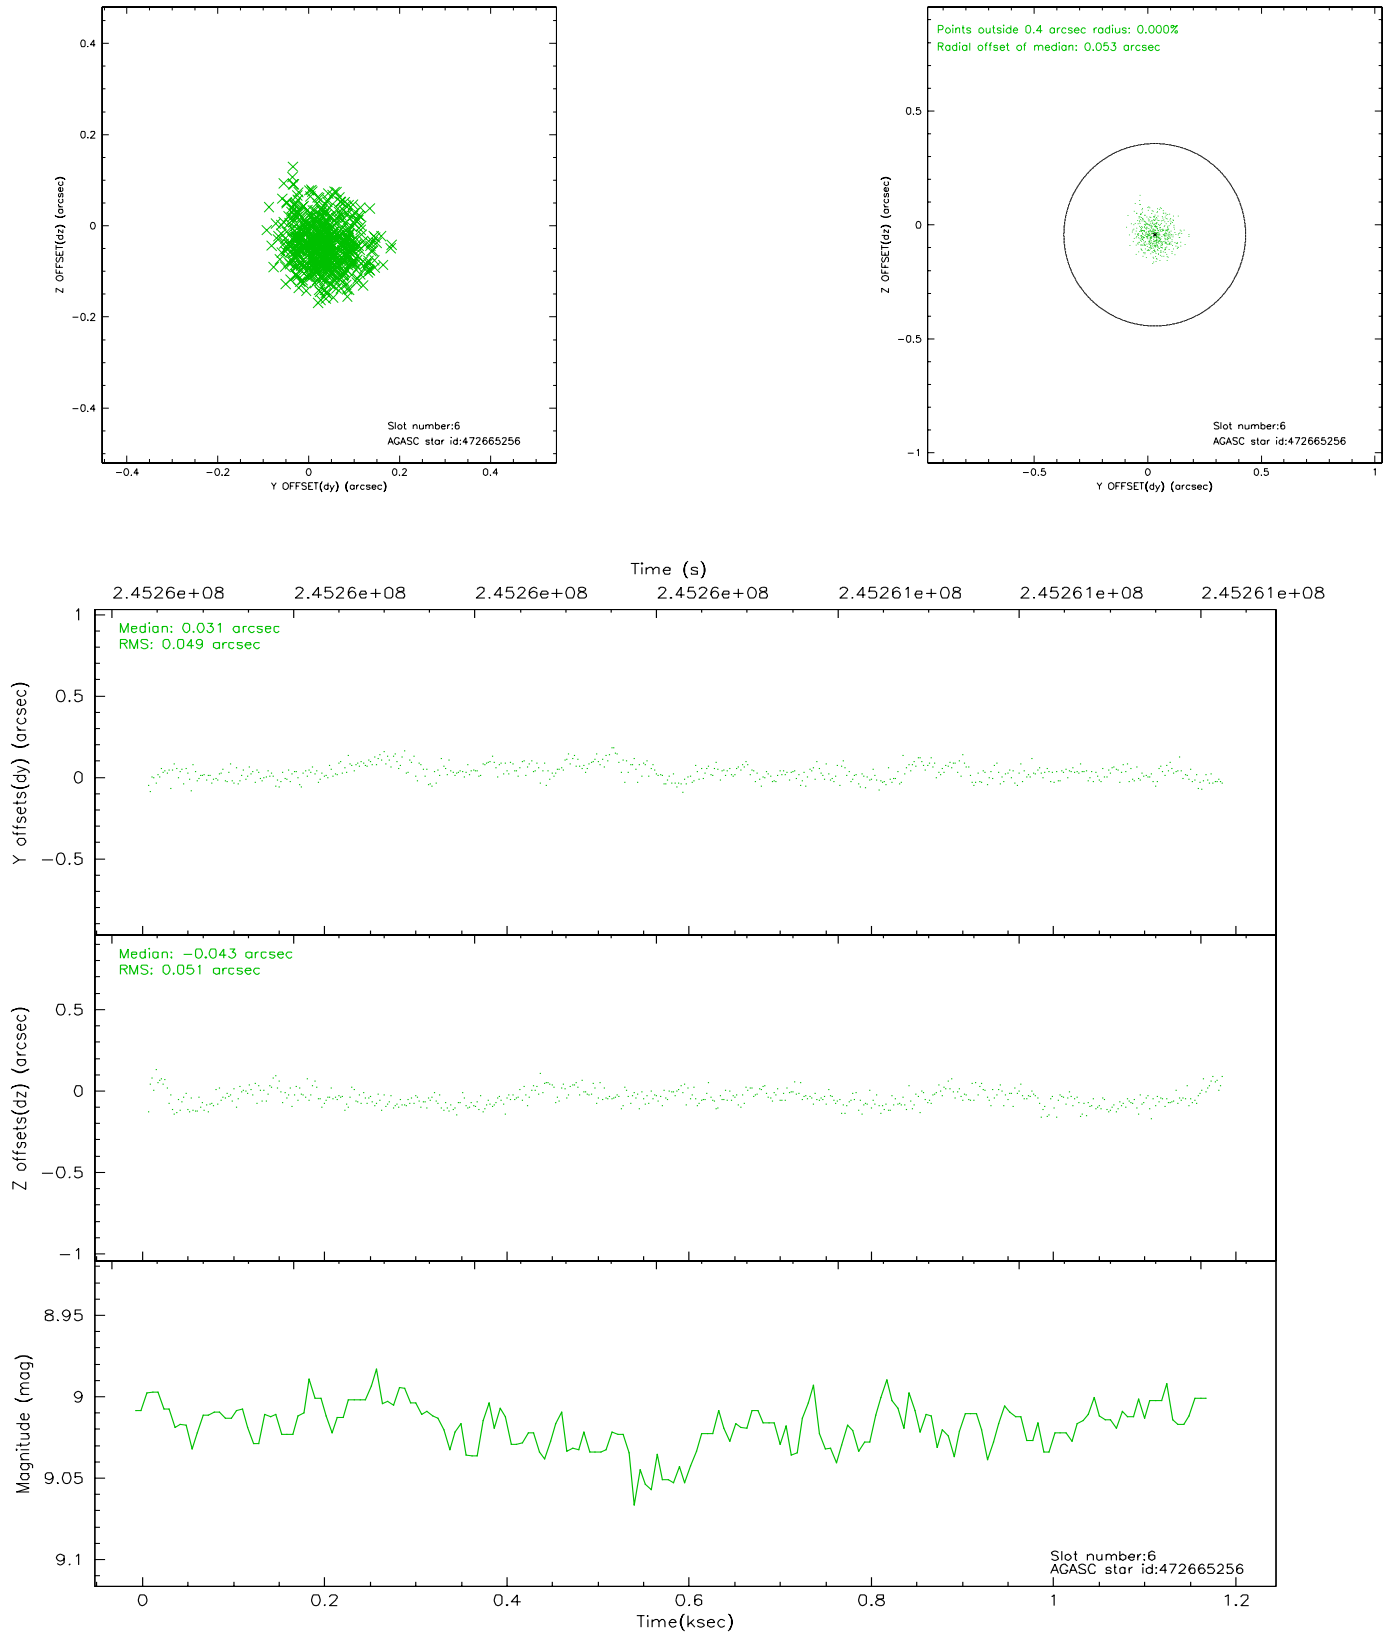 0.4
0.2
0
−0.2
−0.4
Z OFFSET(dz) (arcsec)
−0.4
−0.2
0
0.2
0.4
Y OFFSET(dy) (arcsec)
Slot number:6
AGASC star id:472665256
Points outside 0.4 arcsec radius: 0.000%
Radial offset of median: 0.053 arcsec
0.5
0
−0.5
−1
Z OFFSET(dz) (arcsec)
−0.5
0
0.5
1
Y OFFSET(dy) (arcsec)
Slot number:6
AGASC star id:472665256
Time (s)
2.4526e+08
2.4526e+08
2.4526e+08
2.4526e+08
2.45261e+08
2.45261e+08
2.45261e+08
Median: 0.031 arcsec
RMS: 0.049 arcsec
1
0.5
0
−0.5
Y offsets(dy) (arcsec)
Median: −0.043 arcsec
RMS: 0.051 arcsec
0.5
0
−0.5
−1
Z offsets(dz) (arcsec)
8.95
9
9.05
9.1
Magnitude (mag)
Slot number:6
AGASC star id:472665256
0
0.2
0.4
0.6
0.8
1
1.2
Time(ksec)